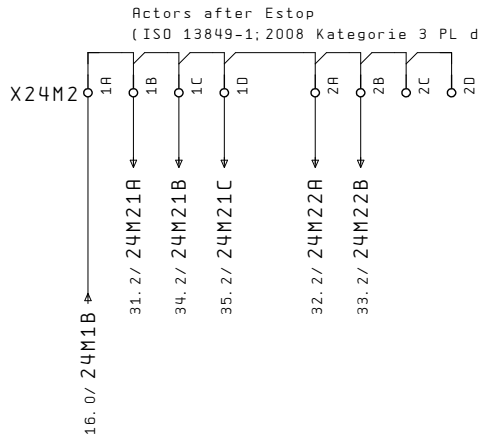 Actors after Estop
(ISO 13849-1;2008 Kategorie 3 PL d
X24M2
1A
1B
1C
1D
2A
2B
2C
2D
31.2/ 24M21A
34.2/ 24M21B
35.2/ 24M21C
32.2/ 24M22A
33.2/ 24M22B
16.0/ 24M1B